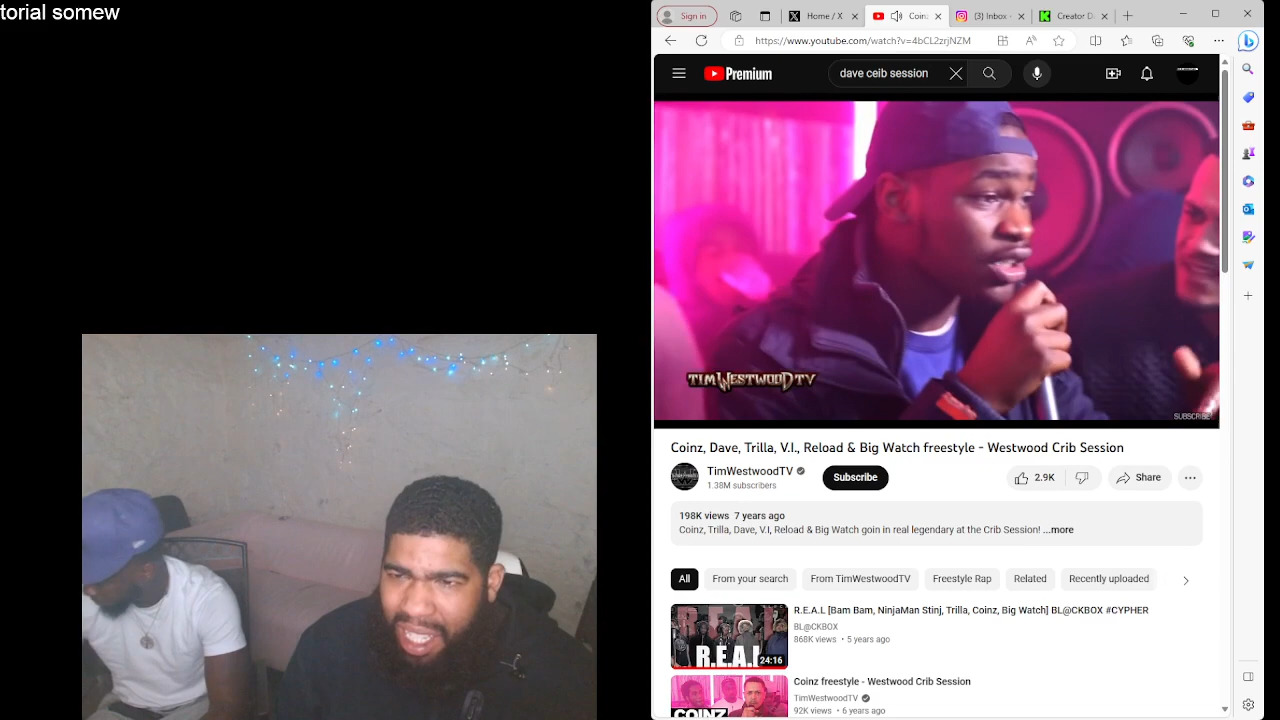 torial somew
Sign in
Home / X
Coinz
(3) Inbox
Creator D
https://www.youtube.com/watch?v=4bCL2zrjNZM
Premium
dave ceib session
TIMWESTWOODTV
SUBSCRIBE
Coinz, Dave, Trilla, V.I., Reload & Big Watch freestyle - Westwood Crib Session
TimWestwoodTV
1.38M subscribers
Subscribe
2.9K
Share
198K views 7 years ago
Coinz, Trilla, Dave, V.I, Reload & Big Watch goin in real legendary at the Crib Session! ...more
All
From your search
From TimWestwoodTV
Freestyle Rap
Related
Recently uploaded
R.E.A.L [Bam Bam, NinjaMan Stinj, Trilla, Coinz, Big Watch] BL@CKBOX #CYPHER
BL@CKBOX
868K views • 5 years ago
R.E.A.L
24:16
Coinz freestyle - Westwood Crib Session
TimWestwoodTV
92K views • 6 years ago
COINZ